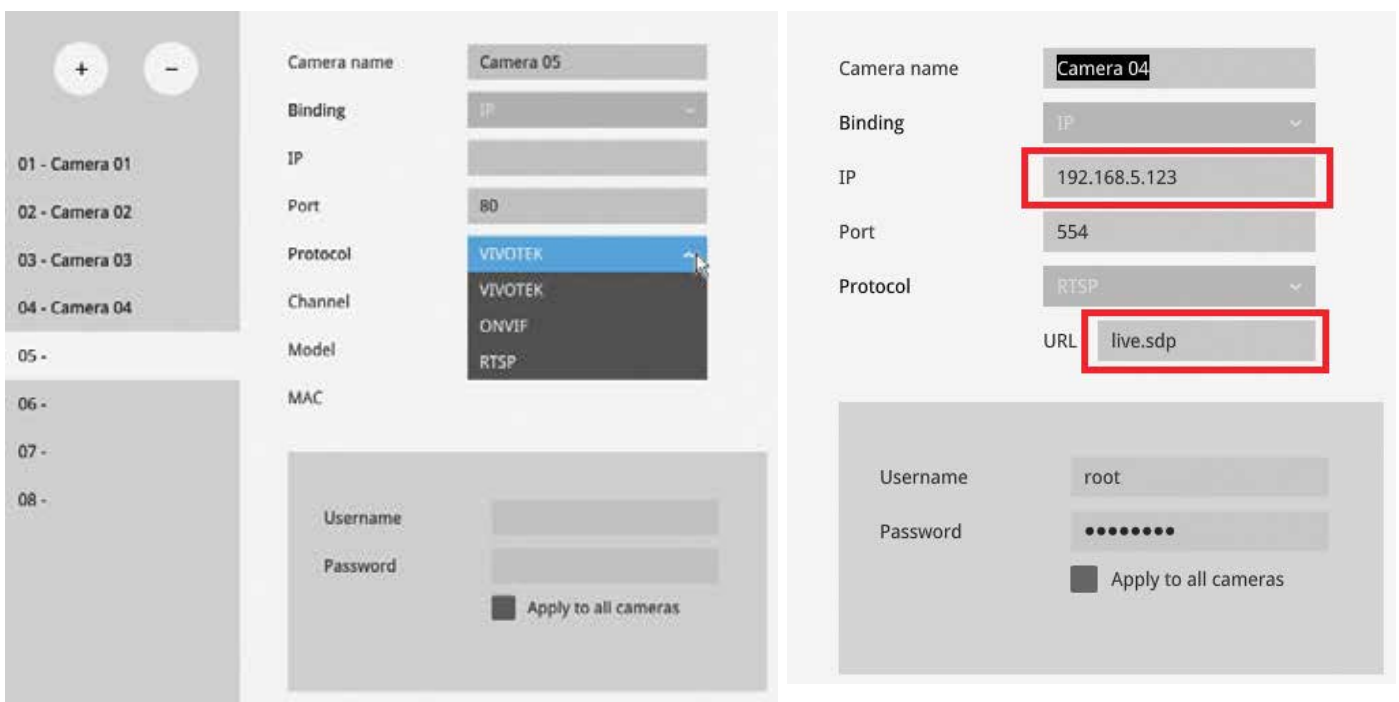 + −
01 - Camera 01
02 - Camera 02
03 - Camera 03
04 - Camera 04
05 -
06 -
07 -
08 -
Camera name Camera 05
Binding IP
IP
Port 80
Protocol VIVOTEK
VIVOTEK
Channel
ONVIF
Model
RTSP
MAC
Username
Password
Apply to all cameras
Camera name Camera 04
Binding IP
IP 192.168.5.123
Port 554
Protocol RTSP
URL live.sdp
Username root
Password ●●●●●●●●
Apply to all cameras